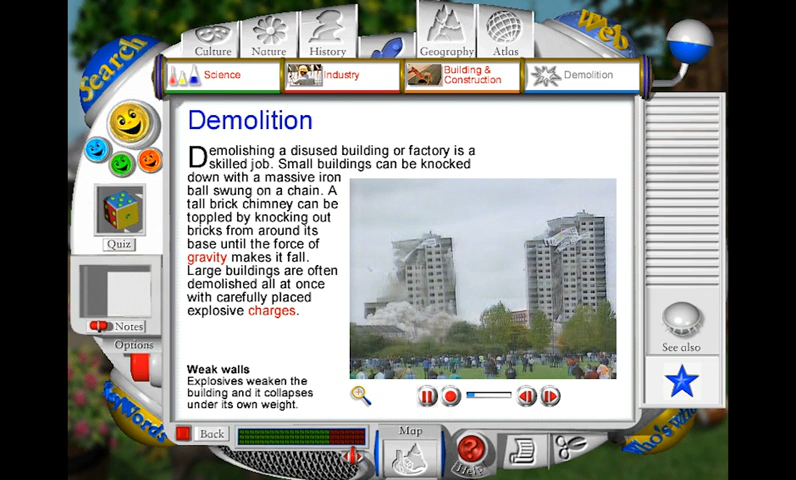 Search
Culture
Nature
History
Geography
Atlas
Web
Science
Industry
Building &
Construction
Demolition
Demolition
Demolishing a disused building or factory is a
skilled job. Small buildings can be knocked
down with a massive iron
ball swung on a chain. A
tall brick chimney can be
toppled by knocking out
bricks from around its
base until the force of
gravity makes it fall.
Large buildings are often
demolished all at once
with carefully placed
explosive charges.
Weak walls
Explosives weaken the
building and it collapses
under its own weight.
Quiz
Notes
Options
See also
Back
Map
Help
Who's who